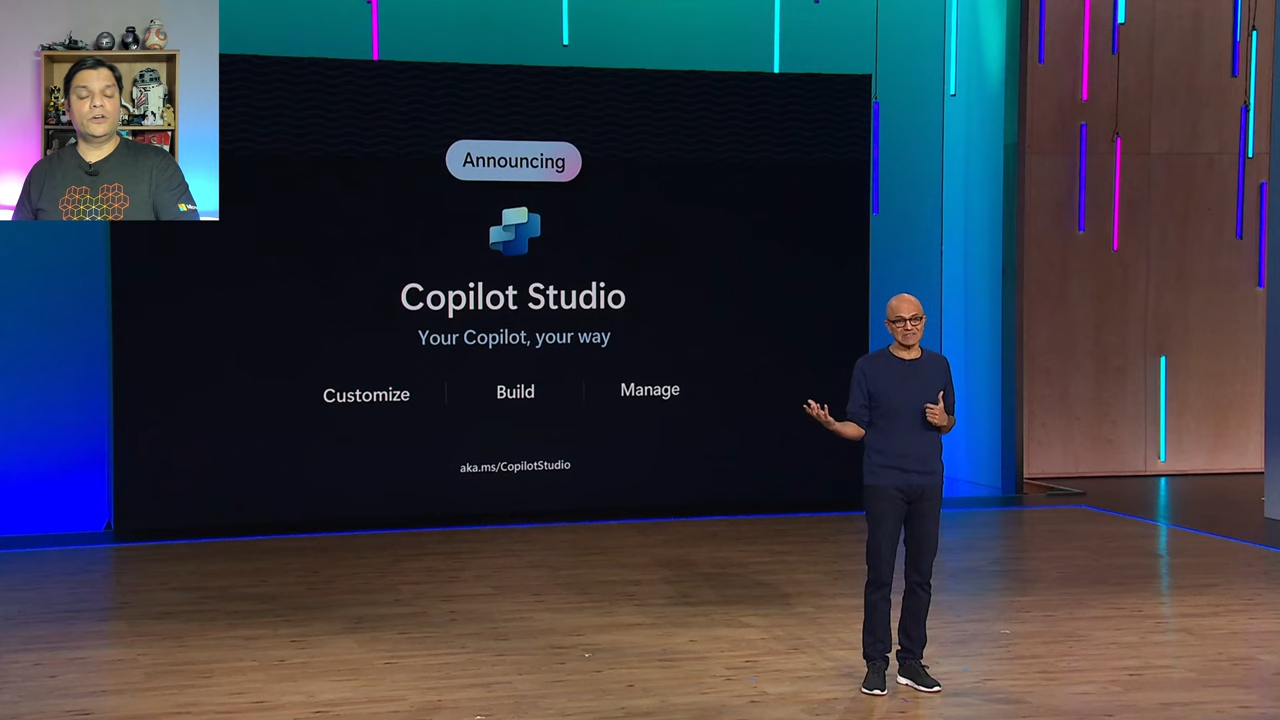 Announcing
Copilot Studio
Your Copilot, your way
Customize
Build
Manage
aka.ms/CopilotStudio